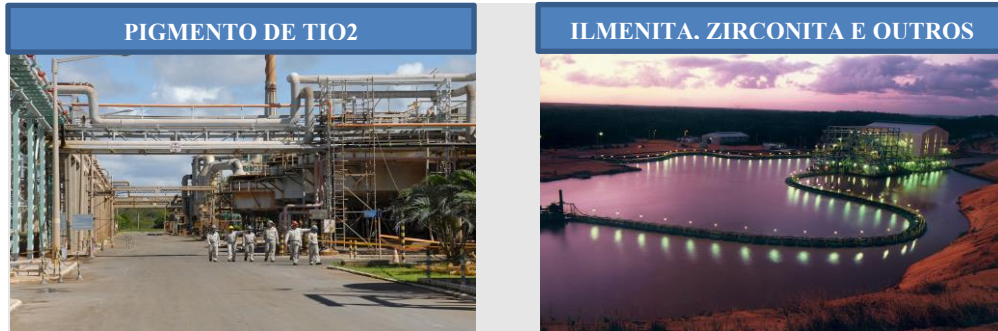 PIGMENTO DE TIO2
ILMENITA. ZIRCONITA E OUTROS